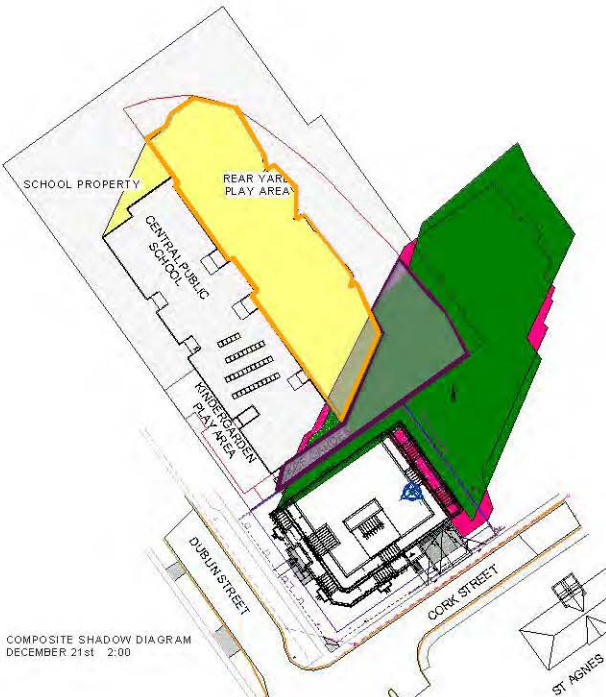 SCHOOL PROPERTY
REAR YARD
PLAY AREA
CENTRAL PUBLIC
SCHOOL
KINDERGARDEN
PLAY AREA
DUBLIN STREET
CORK STREET
ST AGNES
COMPOSITE SHADOW DIAGRAM
DECEMBER 21st 2:00